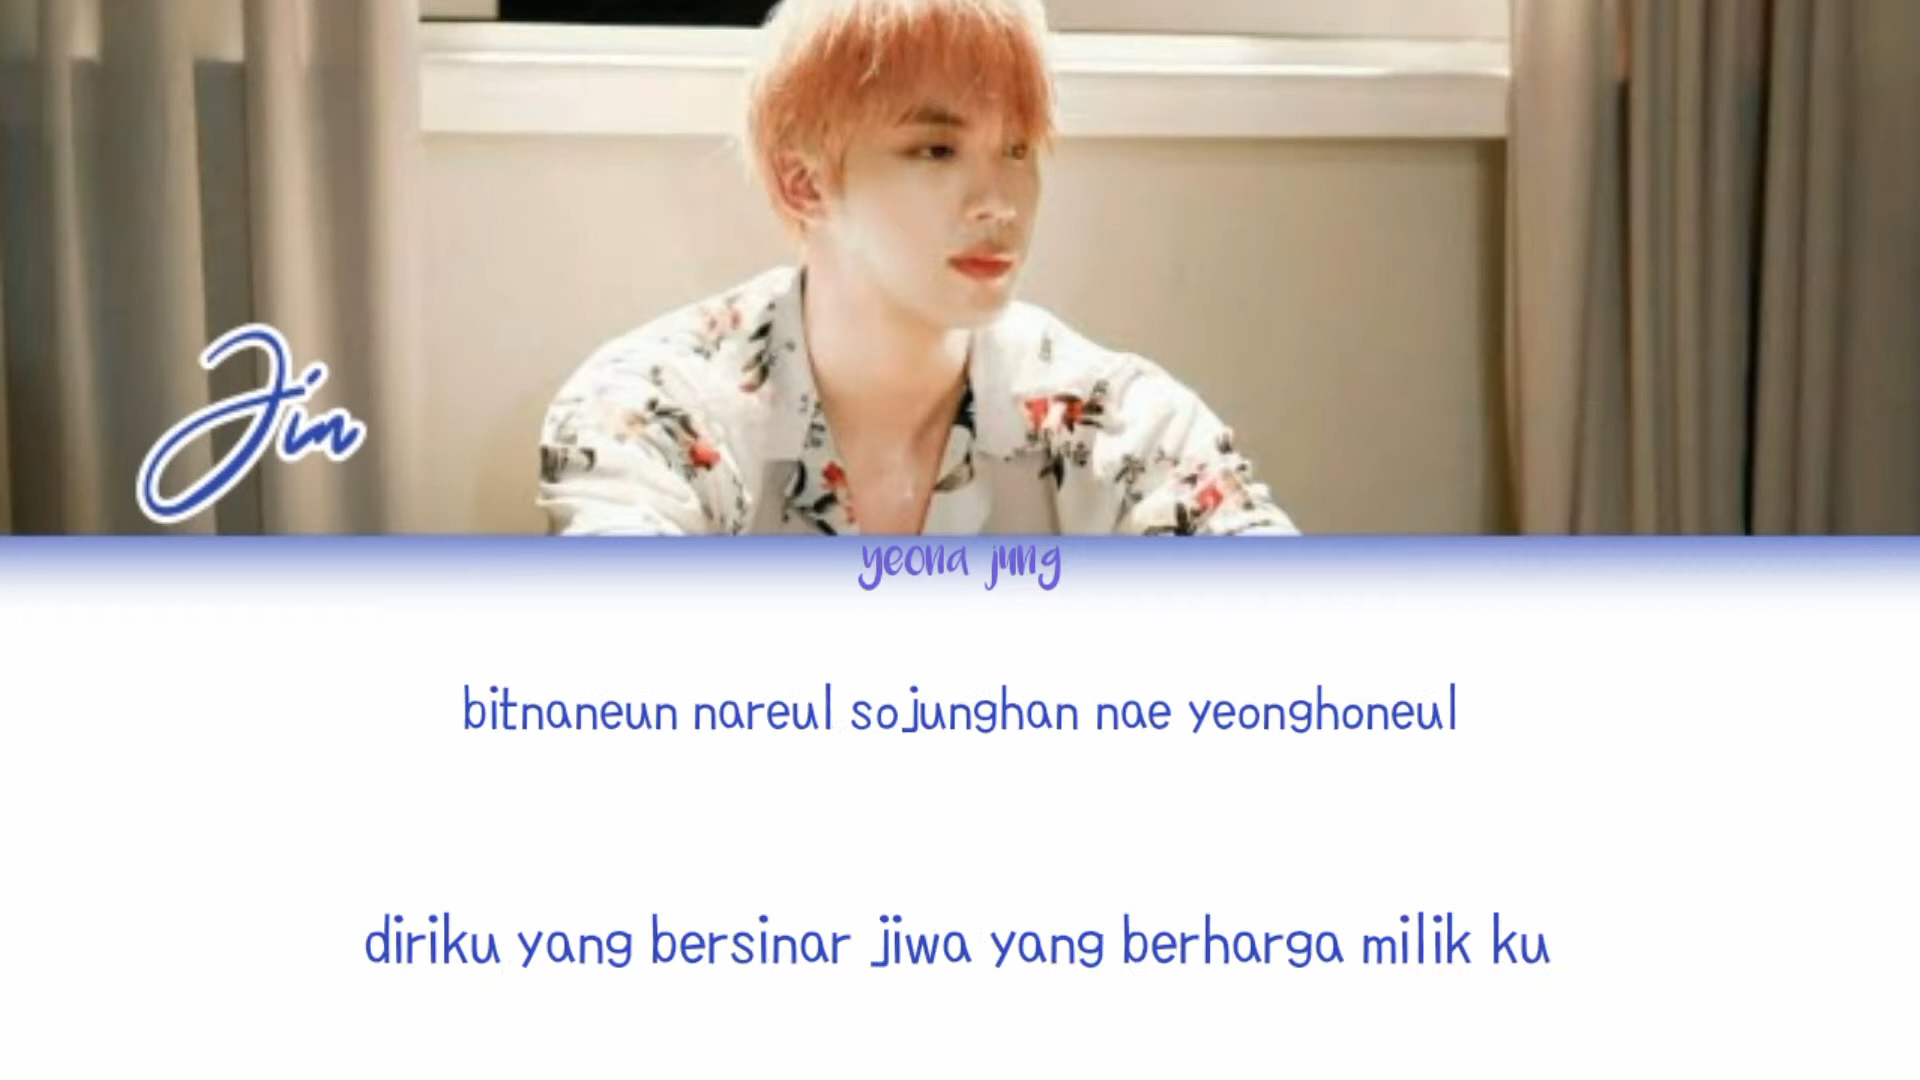 Jin
yeona jung
bitnaneun nareul sojunghan nae yeonghoneul
diriku yang bersinar jiwa yang berharga milik ku